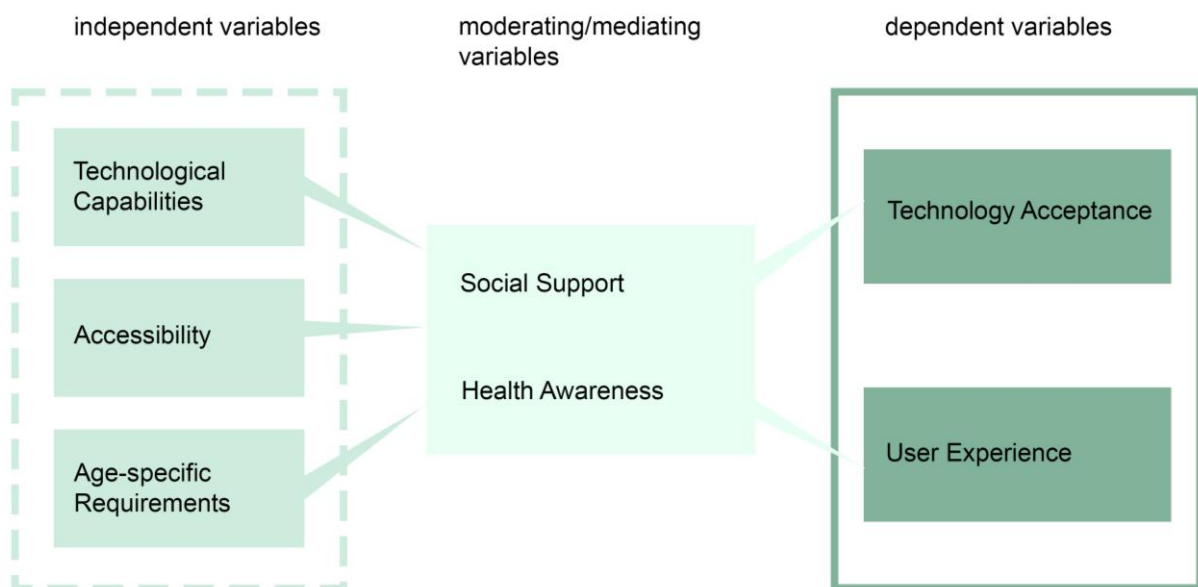 independent variables
moderating/mediating
variables
dependent variables
Technological
Capabilities
Accessibility
Age-specific
Requirements
Social Support
Health Awareness
Technology Acceptance
User Experience